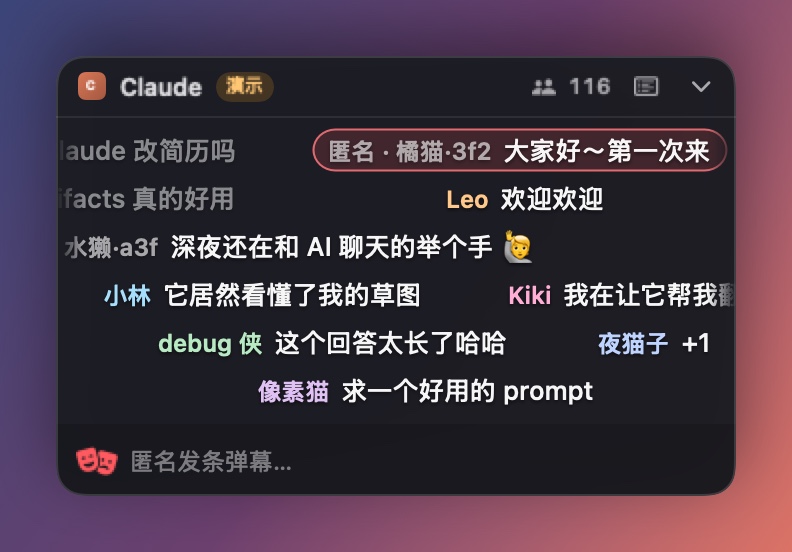 C Claude 演示 116
laude 改简历吗 匿名 · 橘猫·3f2 大家好～第一次来
ifacts 真的好用 Leo 欢迎欢迎
水獭·a3f 深夜还在和 AI 聊天的举个手 🙋
小林 它居然看懂了我的草图 Kiki 我在让它帮我翻
debug 侠 这个回答太长了哈哈 夜猫子 +1
像素猫 求一个好用的 prompt
匿名发条弹幕…